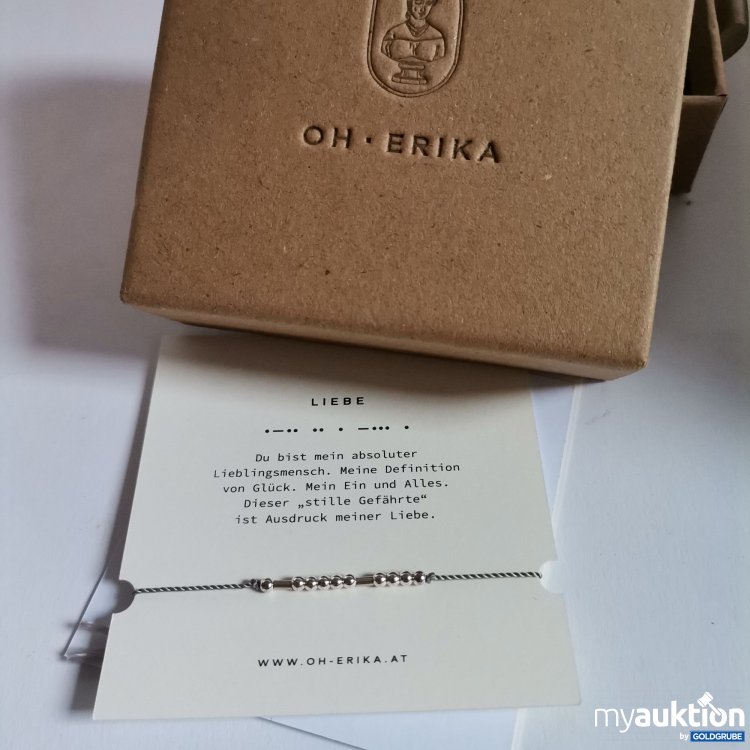 OH · ERIKA
LIEBE
•—•• •• • —••• •
Du bist mein absoluter
Lieblingsmensch. Meine Definition
von Glück. Mein Ein und Alles.
Dieser „stille Gefährte“
ist Ausdruck meiner Liebe.
WWW.OH-ERIKA.AT
myauktion
by GOLDGRUBE